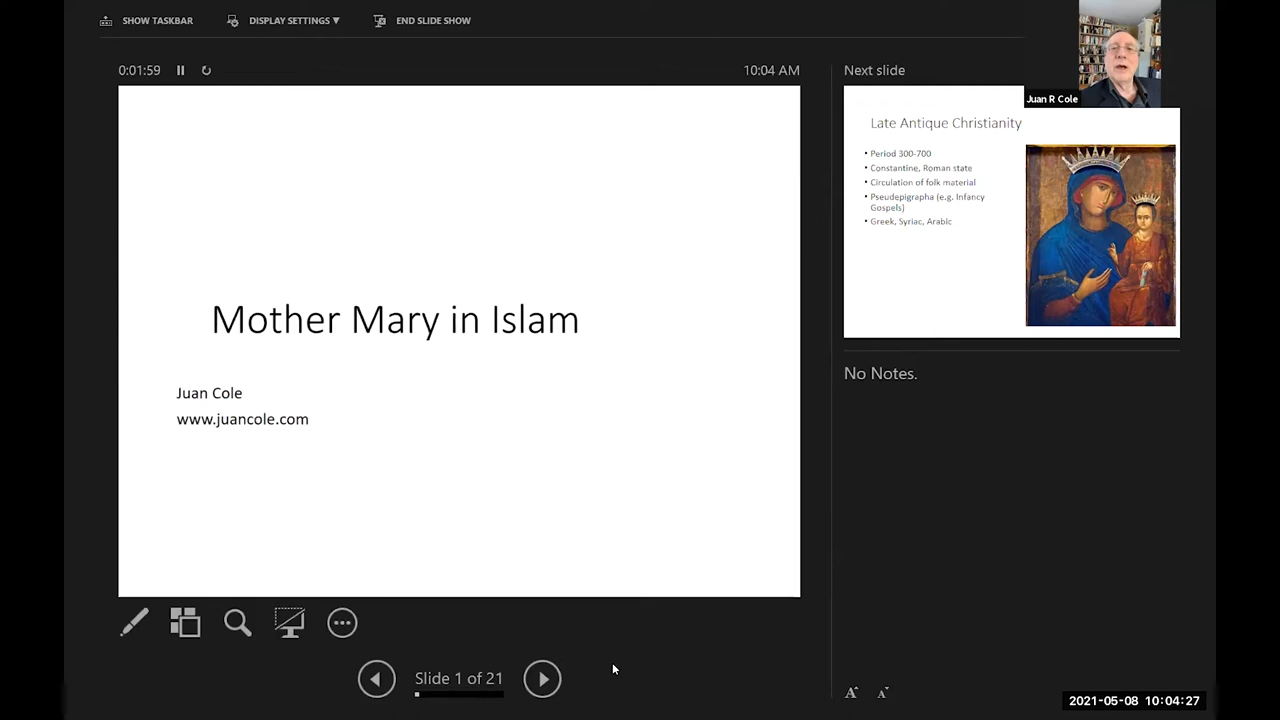 SHOW TASKBAR
DISPLAY SETTINGS ▼
END SLIDE SHOW
0:01:59
10:04 AM
Next slide
Juan R Cole
Late Antique Christianity
• Period 300-700
• Constantine, Roman state
• Circulation of folk material
• Pseudepigrapha (e.g. Infancy
Gospels)
• Greek, Syriac, Arabic
Mother Mary in Islam
Juan Cole
www.juancole.com
No Notes.
Slide 1 of 21
A A
2021-05-08 10:04:27